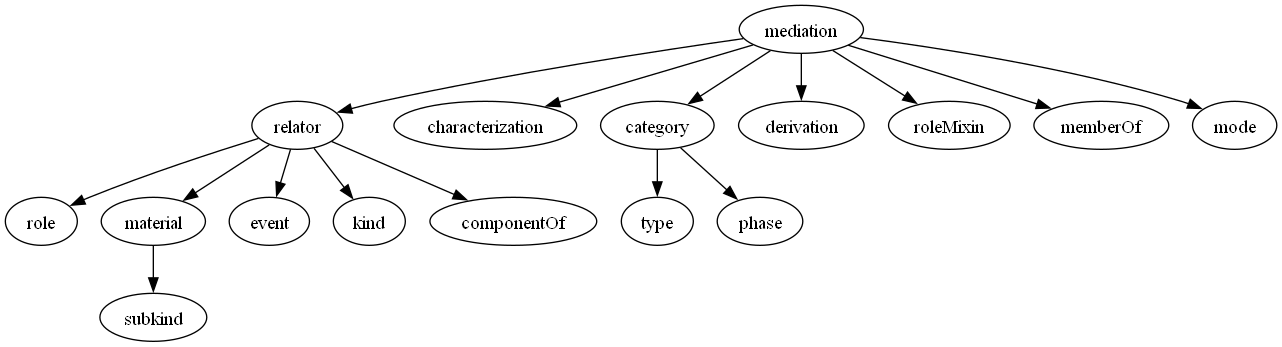 mediation
relator
characterization
category
derivation
roleMixin
memberOf
mode
role
material
event
kind
componentOf
type
phase
subkind